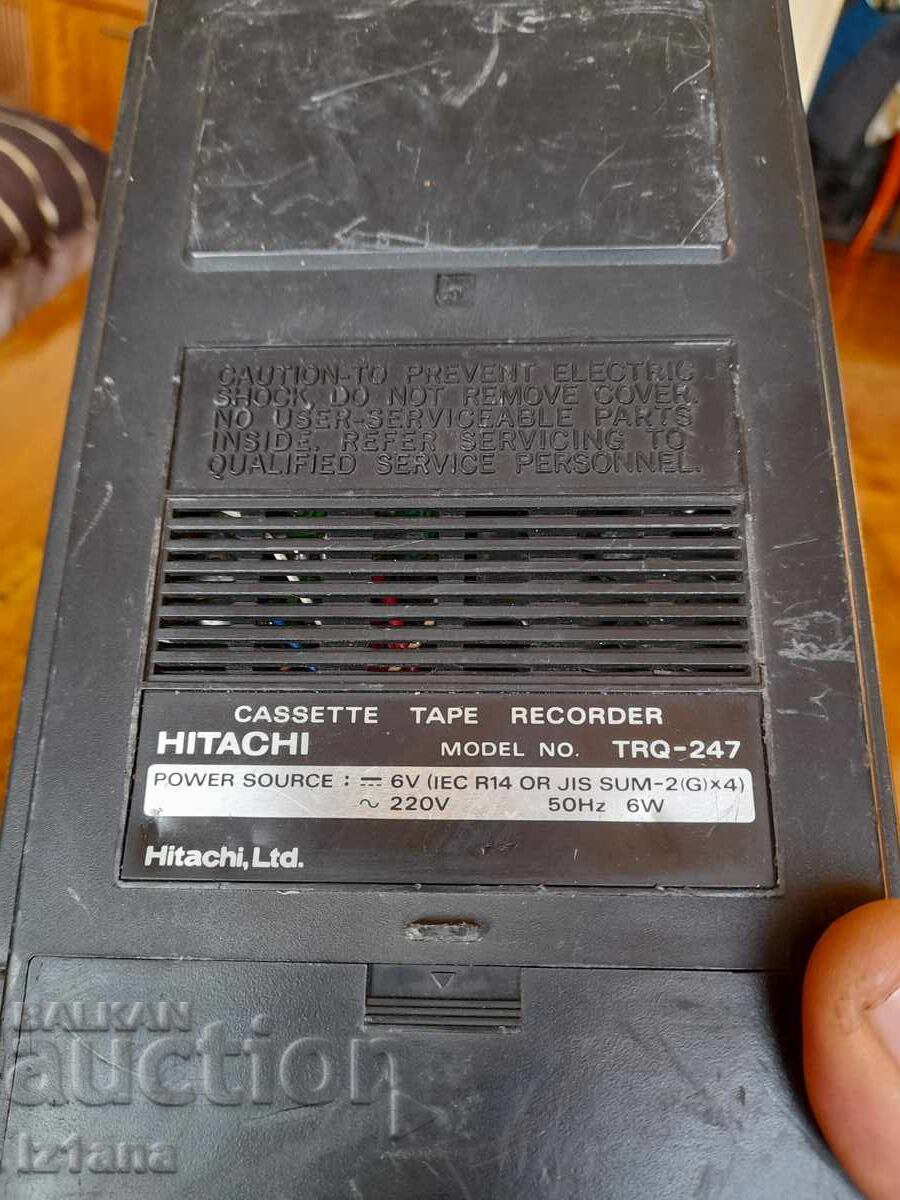 CAUTION-TO PREVENT ELECTRIC
SHOCK, DO NOT REMOVE COVER.
NO USER-SERVICEABLE PARTS
INSIDE. REFER SERVICING TO
QUALIFIED SERVICE PERSONNEL.
CASSETTE TAPE RECORDER
HITACHI MODEL NO. TRQ-247
POWER SOURCE : ⎓ 6V (IEC R14 OR JIS SUM-2(G)×4)
∼ 220V 50Hz 6W
Hitachi, Ltd.
BALKAN
auction
iz1ana